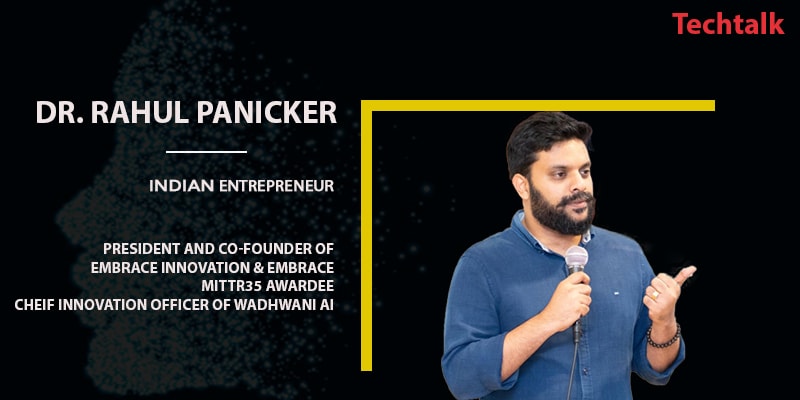 Techtalk
DR. RAHUL PANICKER
INDIAN ENTREPRENEUR
PRESIDENT AND CO-FOUNDER OF
EMBRACE INNOVATION & EMBRACE
MITTR35 AWARDEE
CHEIF INNOVATION OFFICER OF WADHWANI AI